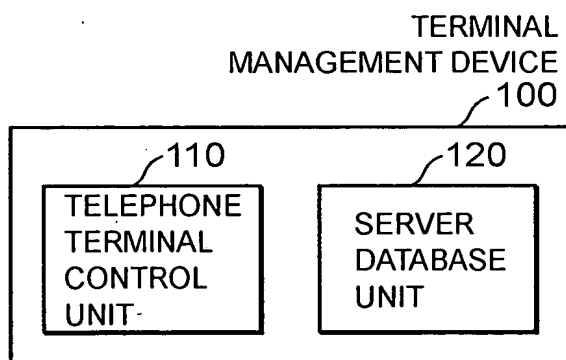 TERMINAL
MANAGEMENT DEVICE
100
110
120
TELEPHONE
TERMINAL
CONTROL
UNIT
SERVER
DATABASE
UNIT